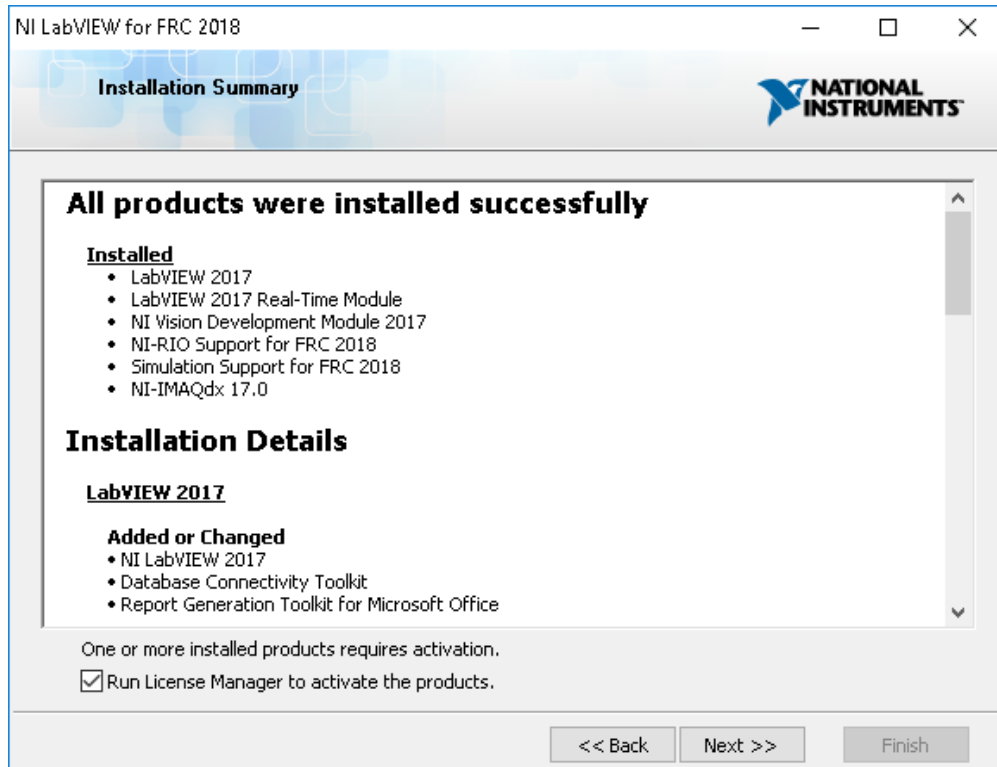 NI LabVIEW for FRC 2018
Installation Summary
NATIONAL
INSTRUMENTS™
All products were installed successfully
Installed
• LabVIEW 2017
• LabVIEW 2017 Real-Time Module
• NI Vision Development Module 2017
• NI-RIO Support for FRC 2018
• Simulation Support for FRC 2018
• NI-IMAQdx 17.0
Installation Details
LabVIEW 2017
Added or Changed
• NI LabVIEW 2017
• Database Connectivity Toolkit
• Report Generation Toolkit for Microsoft Office
One or more installed products requires activation.
Run License Manager to activate the products.
<< Back
Next >>
Finish